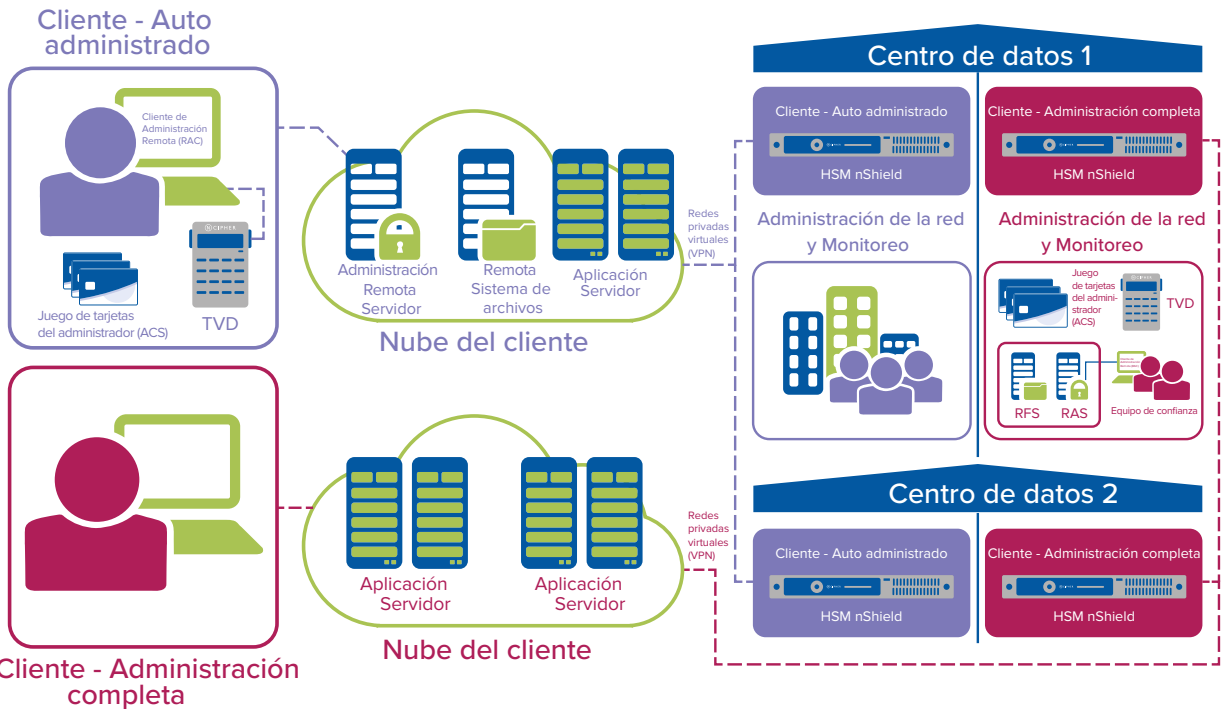 Cliente - Auto
administrado
Cliente de
Administración
Remota (RAC)
NCIPHER
Juego de tarjetas
del administrador (ACS)
TVD
Administración
Remota
Servidor
Remota
Sistema de
archivos
Aplicación
Servidor
Nube del cliente
Redes
privadas
virtuales
(VPN)
Centro de datos 1
Cliente - Auto administrado
HSM nShield
Cliente - Administración completa
HSM nShield
Administración de la red
y Monitoreo
Administración de la red
y Monitoreo
Juego
de tarjetas
del admini-
strador
(ACS)
TVD
RFS
RAS
Equipo de confianza
Cliente - Administración
completa
Aplicación
Servidor
Aplicación
Servidor
Nube del cliente
Redes
privadas
virtuales
(VPN)
Centro de datos 2
Cliente - Auto administrado
HSM nShield
Cliente - Administración completa
HSM nShield